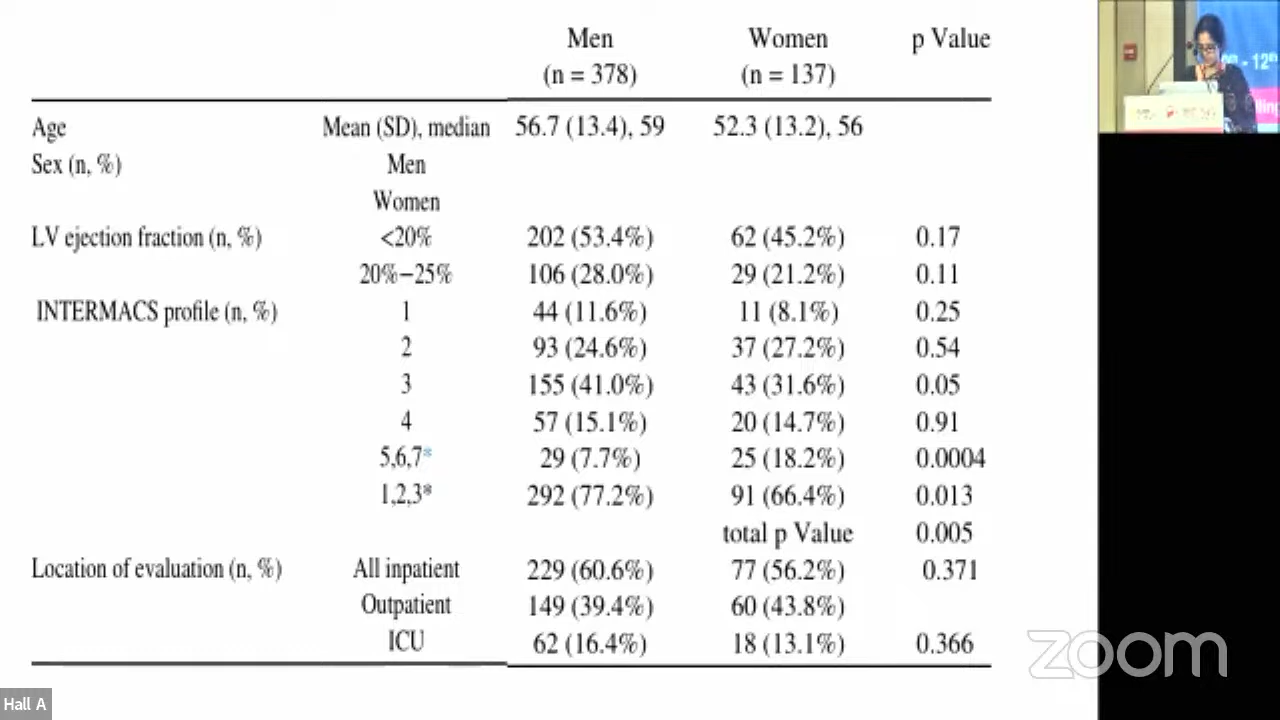 Men Women p Value
(n = 378) (n = 137)
Age Mean (SD), median 56.7 (13.4), 59 52.3 (13.2), 56
Sex (n, %) Men
Women
LV ejection fraction (n, %) <20% 202 (53.4%) 62 (45.2%) 0.17
20%−25% 106 (28.0%) 29 (21.2%) 0.11
INTERMACS profile (n, %) 1 44 (11.6%) 11 (8.1%) 0.25
2 93 (24.6%) 37 (27.2%) 0.54
3 155 (41.0%) 43 (31.6%) 0.05
4 57 (15.1%) 20 (14.7%) 0.91
5,6,7* 29 (7.7%) 25 (18.2%) 0.0004
1,2,3* 292 (77.2%) 91 (66.4%) 0.013
total p Value 0.005
Location of evaluation (n, %) All inpatient 229 (60.6%) 77 (56.2%) 0.371
Outpatient 149 (39.4%) 60 (43.8%)
ICU 62 (16.4%) 18 (13.1%) 0.366
zoom
Hall A